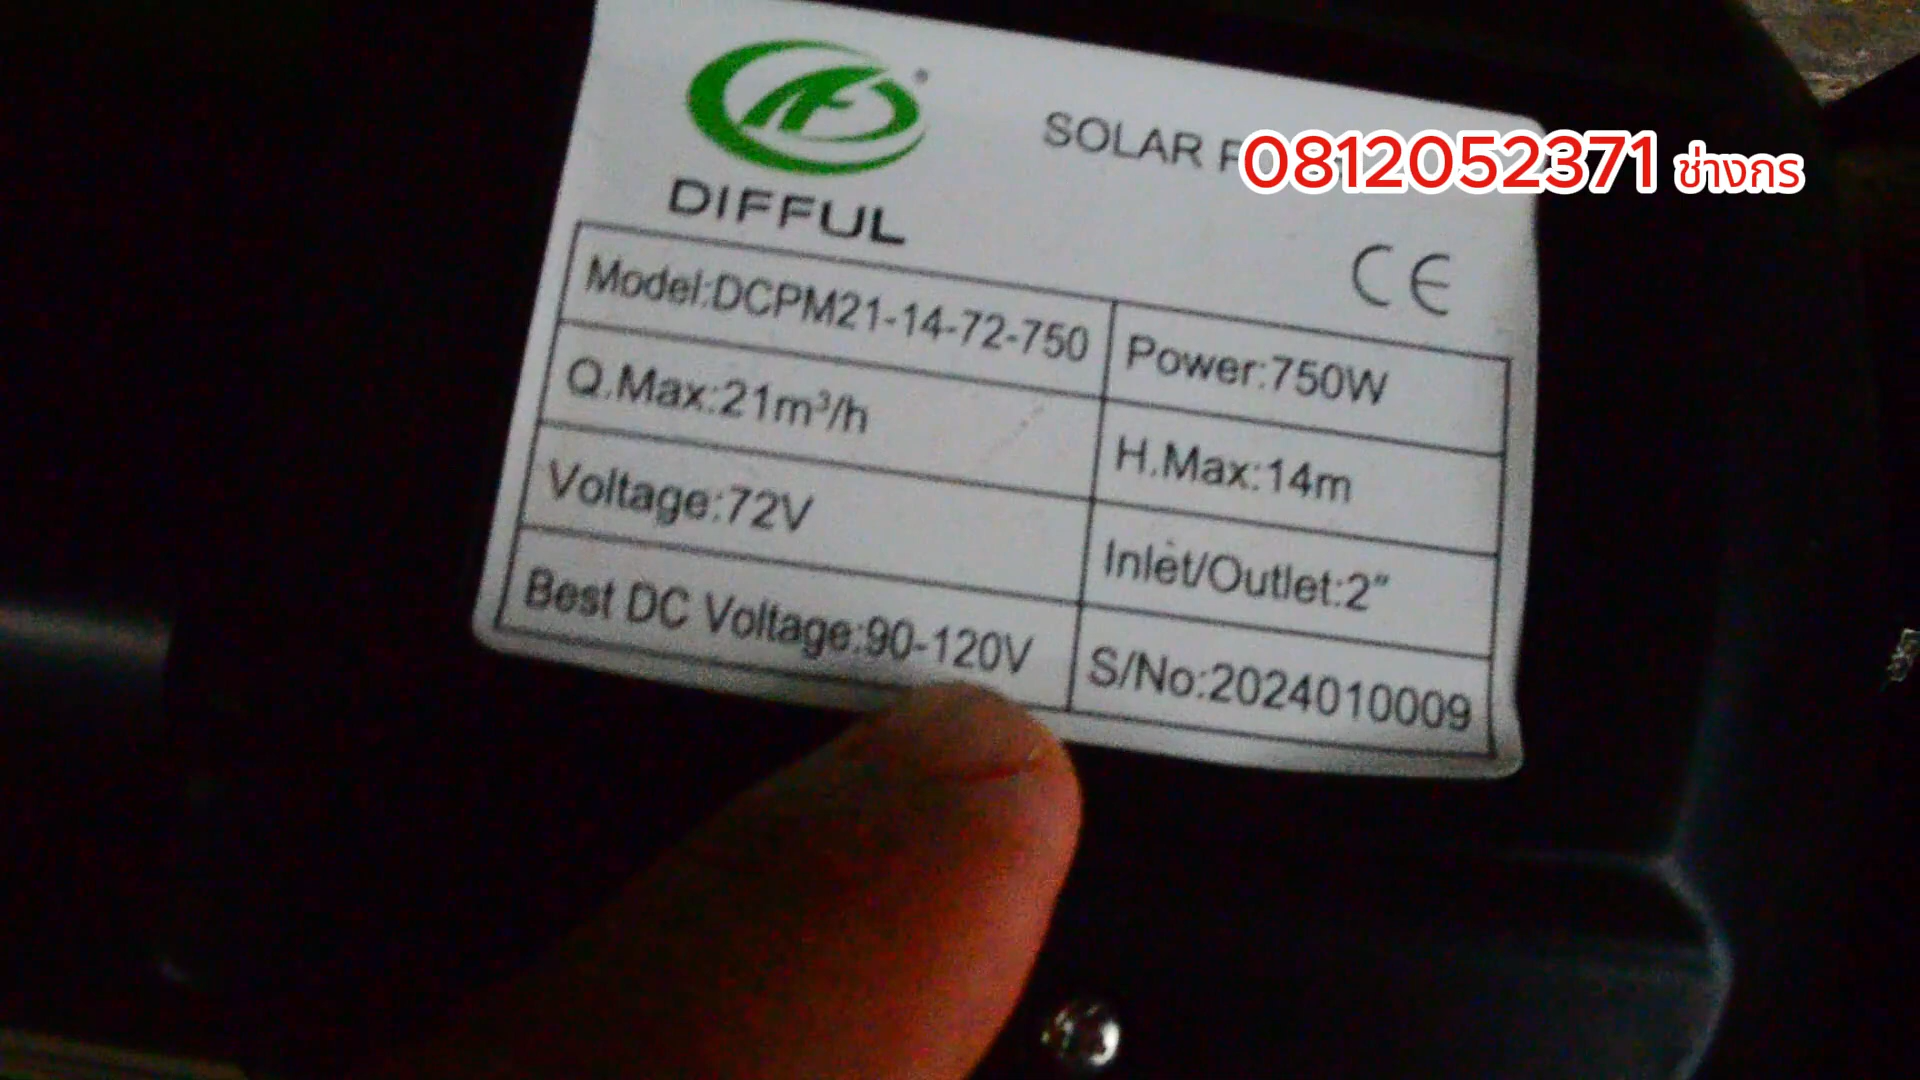 DIFFUL
SOLAR
0812052371 ช่างกร
CE
Model:DCPM21-14-72-750
Power:750W
Q.Max:21m³/h
H.Max:14m
Voltage:72V
Inlet/Outlet:2"
Best DC Voltage:90-120V
S/No:2024010009